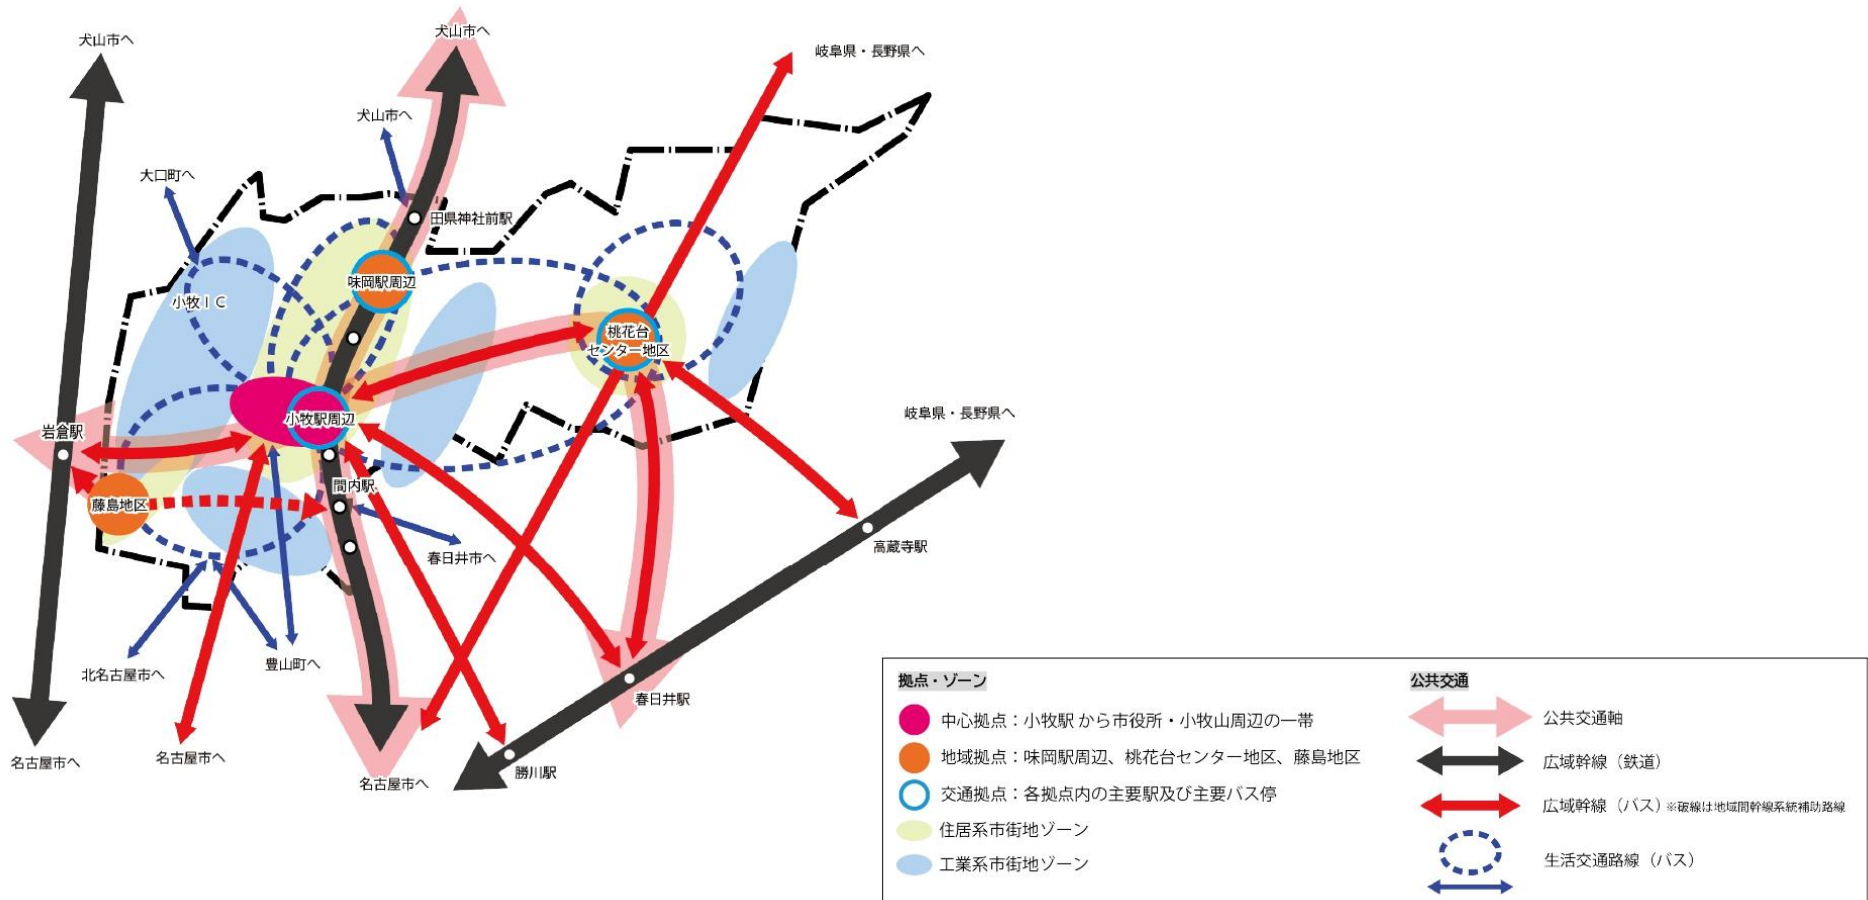 犬山市へ
犬山市へ
岐阜県・長野県へ
犬山市へ
大口町へ
田県神社前駅
味岡駅周辺
小牧IC
桃花台
センター地区
小牧駅周辺
岩倉駅
岐阜県・長野県へ
間内駅
藤島地区
春日井市へ
高蔵寺駅
豊山町へ
北名古屋市へ
春日井駅
名古屋市へ
名古屋市へ
名古屋市へ
勝川駅
拠点・ゾーン
中心拠点：小牧駅 から市役所・小牧山周辺の一帯
地域拠点：味岡駅周辺、桃花台センター地区、藤島地区
交通拠点：各拠点内の主要駅及び主要バス停
住居系市街地ゾーン
工業系市街地ゾーン
公共交通
公共交通軸
広域幹線（鉄道）
広域幹線（バス）※破線は地域間幹線系統補助路線
生活交通路線（バス）